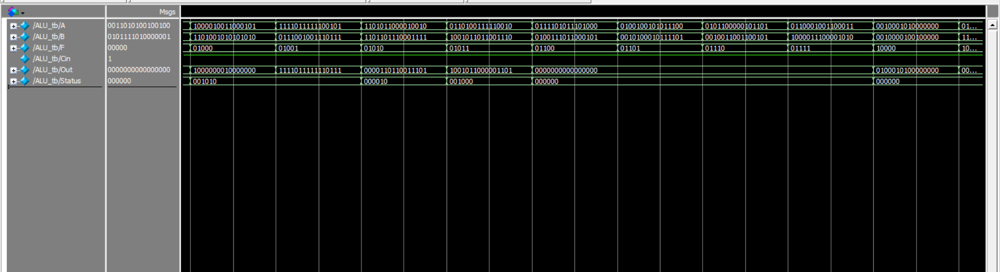 Msgs
/ALU_tb/A 0011010100100100 1000010011000101 1111011111100101 1101011000010010 0110100111110010 0111101011101000 0100100101011100 0101100000101101 0110001001100011 0010001010000000 01...
/ALU_tb/B 0101111010000001 1101001010101010 0111001001110111 1101101110001111 1001011011001110 0100111011000101 0010100010111101 0010011001100101 1000011100001010 0010000100100000 11...
/ALU_tb/F 00000 01000 01001 01010 01011 01100 01101 01110 01111 10000 10...
/ALU_tb/Cin 1
/ALU_tb/Out 0000000000000000 1000000010000000 1111011111110111 0000110110011101 1001011000001101 0000000000000000 0100010100000000 00...
/ALU_tb/Status 000000 001010 000010 001000 000000 000000